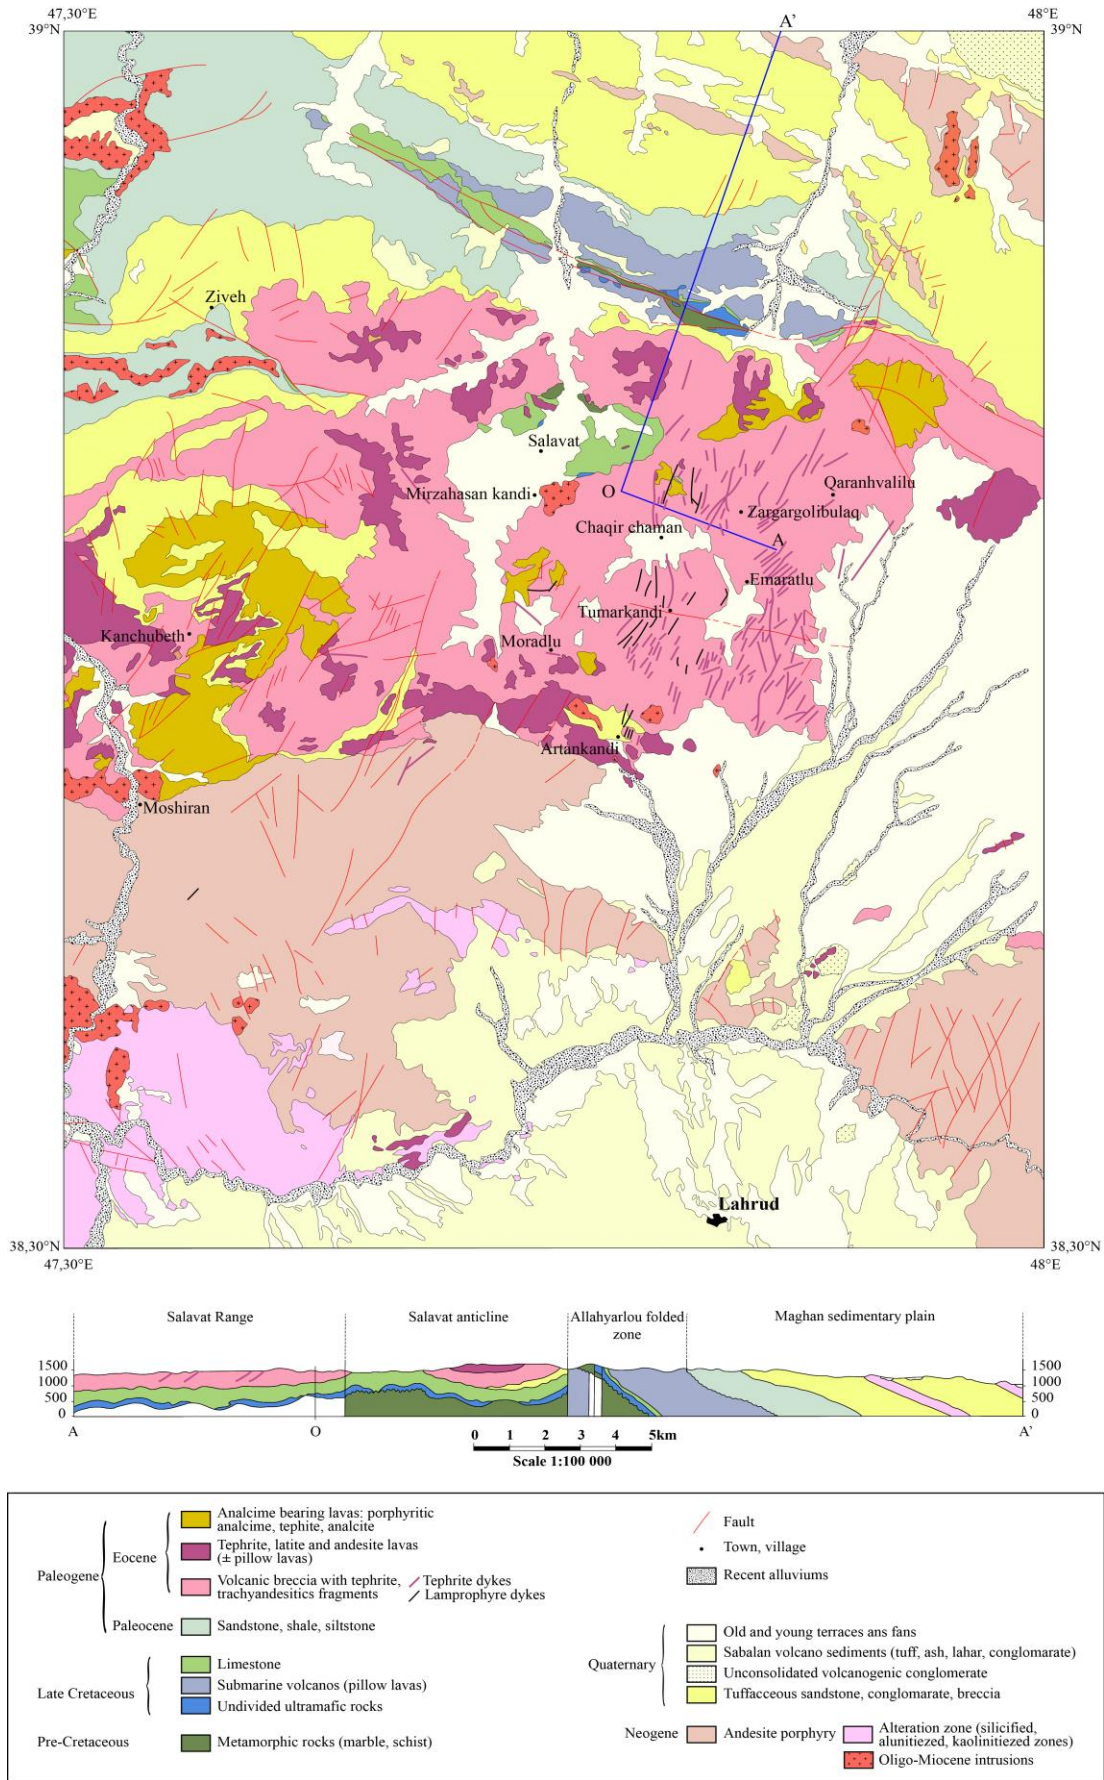 47,30°E
A'
48°E
39°N
39°N
Ziveh
Salavat
Mirzahasan kandi
O
Qaranhvalilu
Zargargolibulaq
Chaqir chaman
A
Emaratlu
Tumarkandi
Kanchubeth
Moradlu
Artankandi
Moshiran
Lahrud
38,30°N
38,30°N
47,30°E
48°E
Salavat Range
Salavat anticline
Allahyarlou folded
zone
Maghan sedimentary plain
1500
1000
500
0
1500
1000
500
0
A
O
A'
0 1 2 3 4 5km
Scale 1:100 000
Paleogene
Eocene
Analcime bearing lavas: porphyritic
analcime, tephite, analcite
Tephrite, latite and andesite lavas
(± pillow lavas)
Volcanic breccia with tephrite,
trachyandesitics fragments
Tephrite dykes
Lamprophyre dykes
Paleocene
Sandstone, shale, siltstone
Late Cretaceous
Limestone
Submarine volcanos (pillow lavas)
Undivided ultramafic rocks
Pre-Cretaceous
Metamorphic rocks (marble, schist)
Fault
Town, village
Recent alluviums
Quaternary
Old and young terraces ans fans
Sabalan volcano sediments (tuff, ash, lahar, conglomarate)
Unconsolidated volcanogenic conglomerate
Tuffacceous sandstone, conglomarate, breccia
Neogene
Andesite porphyry
Alteration zone (silicified,
alunitiezed, kaolinitiezed zones)
Oligo-Miocene intrusions